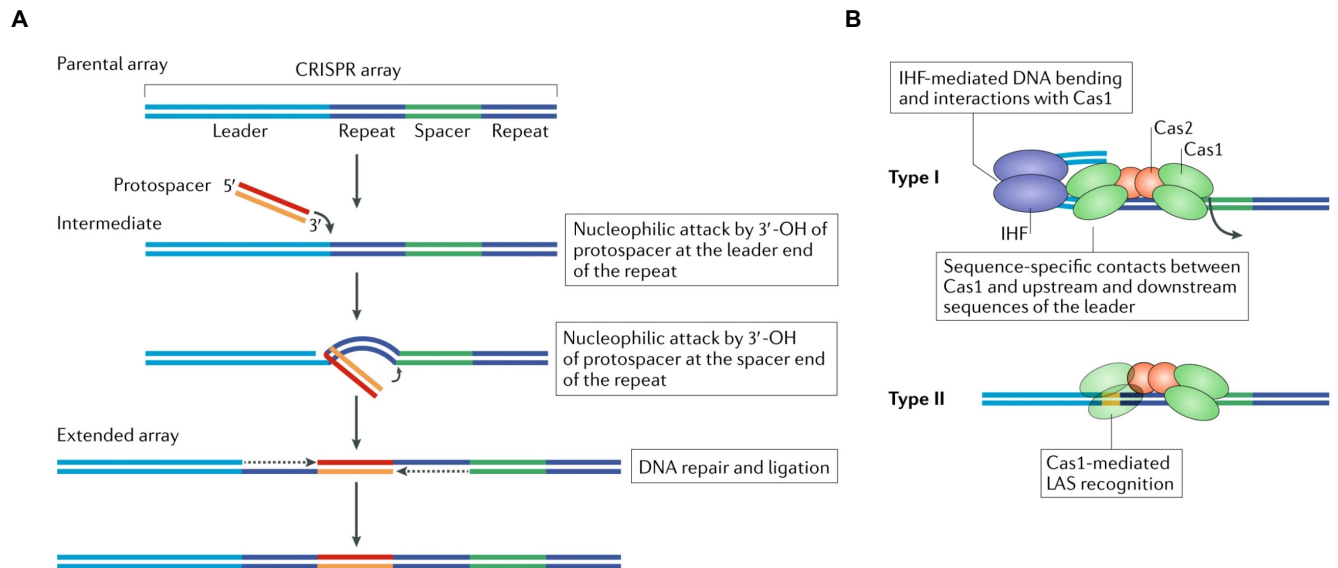 A
Parental array
CRISPR array
Leader
Repeat
Spacer
Repeat
Protospacer
5′
3′
Intermediate
Nucleophilic attack by 3′-OH of
protospacer at the leader end
of the repeat
Nucleophilic attack by 3′-OH
of protospacer at the spacer end
of the repeat
Extended array
DNA repair and ligation
B
IHF-mediated DNA bending
and interactions with Cas1
Cas2
Cas1
Type I
IHF
Sequence-specific contacts between
Cas1 and upstream and downstream
sequences of the leader
Type II
Cas1-mediated
LAS recognition